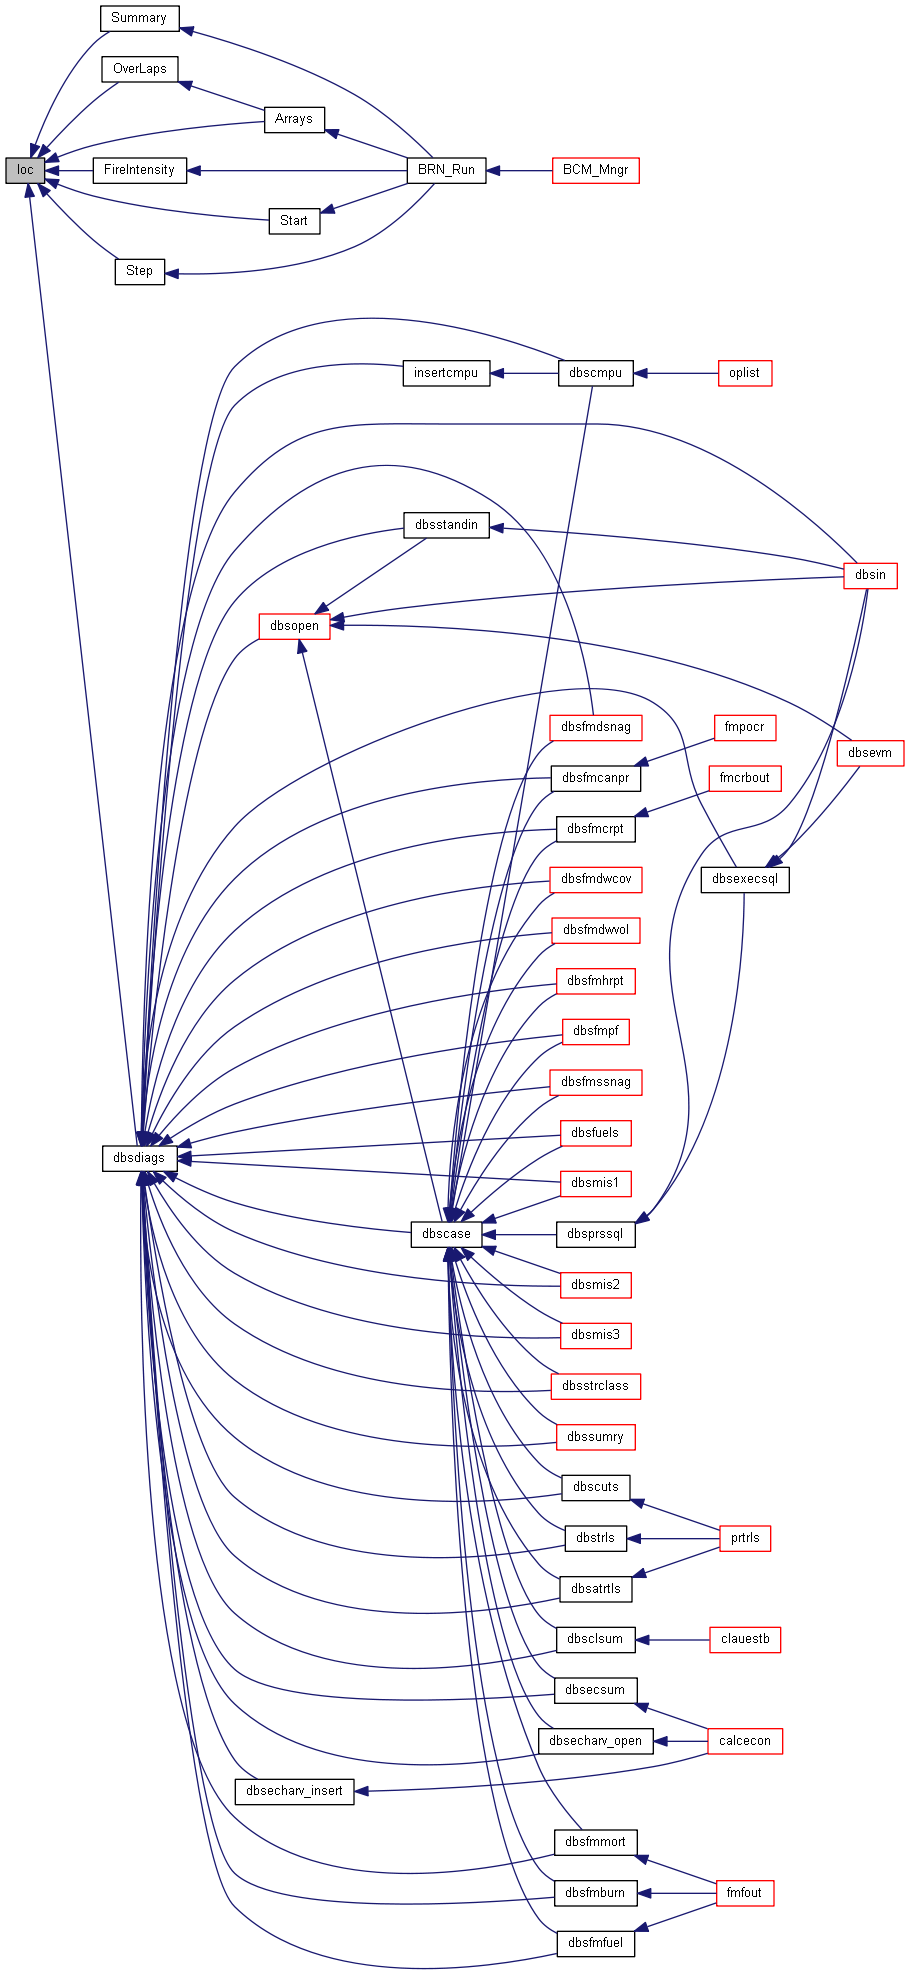 Summary
OverLaps
Arrays
loc
FireIntensity
BRN_Run
BCM_Mngr
Start
Step
insertcmpu
dbscmpu
oplist
dbsstandin
dbsin
dbsopen
dbsfmdsnag
fmpocr
dbsevm
dbsfmcanpr
fmcrbout
dbsfmcrpt
dbsfmdwcov
dbsexecsql
dbsfmdwvol
dbsfmhrpt
dbsfmpf
dbsfmssnag
dbsfuels
dbsdiags
dbsmis1
dbscase
dbsprssql
dbsmis2
dbsmis3
dbsstrclass
dbssumry
dbscuts
dbstrls
prtrls
dbsatrtls
dbsclsum
clauestb
dbsecsum
dbsecharv_open
calcecon
dbsecharv_insert
dbsfmmort
dbsfmburn
fmfout
dbsfmfuel